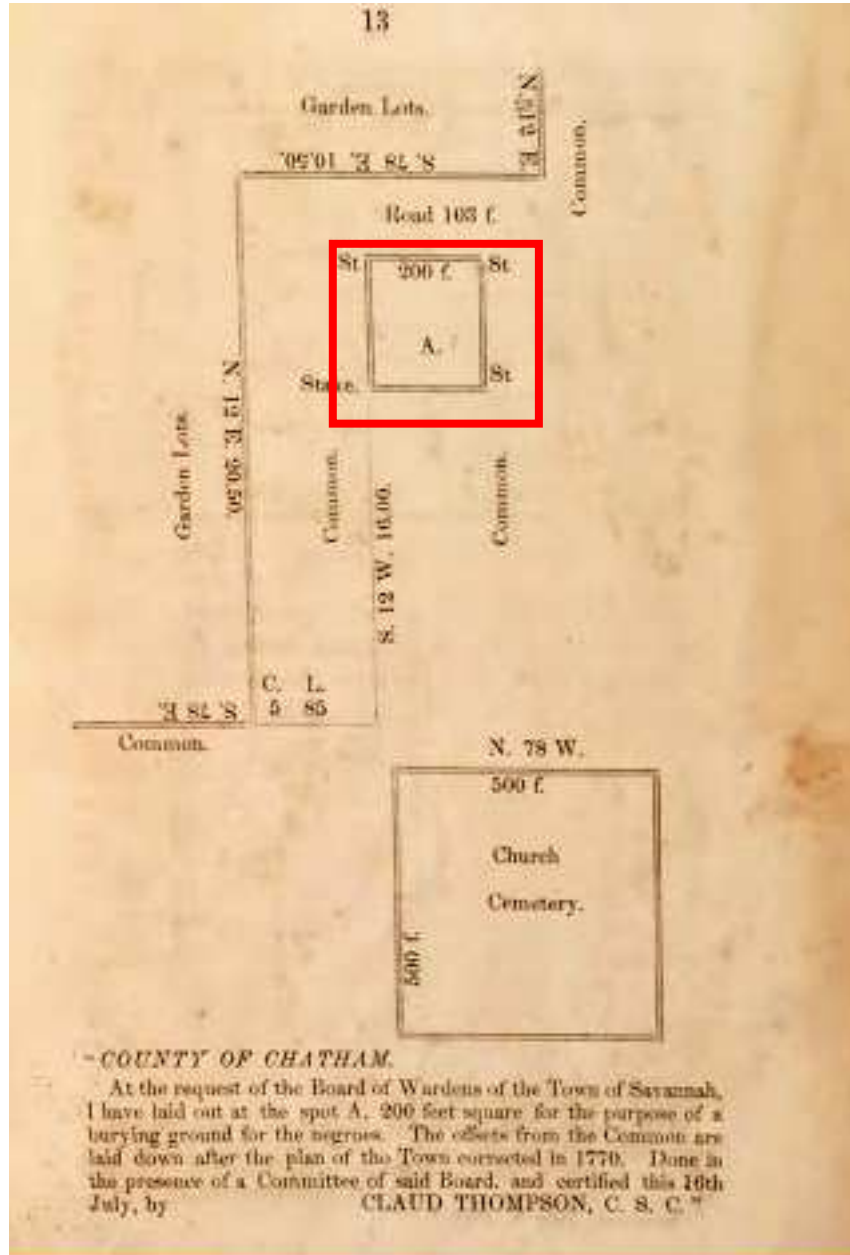 13
Garden Lots.
N. 12 E.
Common.
S. 78 E. 10.50.
Road 103 f.
St
200 f.
St
A.
Stake.
St
N. 12 E. 20.50.
Garden Lots.
Common.
S. 12 W. 16.00.
Common.
C. L.
S. 78 E.
5 85
Common.
N. 78 W.
500 f.
Church
Cemetery.
500 f.
"COUNTY OF CHATHAM.
At the request of the Board of Wardens of the Town of Savannah,
I have laid out at the spot A, 200 feet square for the purpose of a
burying ground for the negroes. The offsets from the Common are
laid down after the plan of the Town corrected in 1770. Done in
the presence of a Committee of said Board, and certified this 16th
July, by CLAUD THOMPSON, C. S. C."